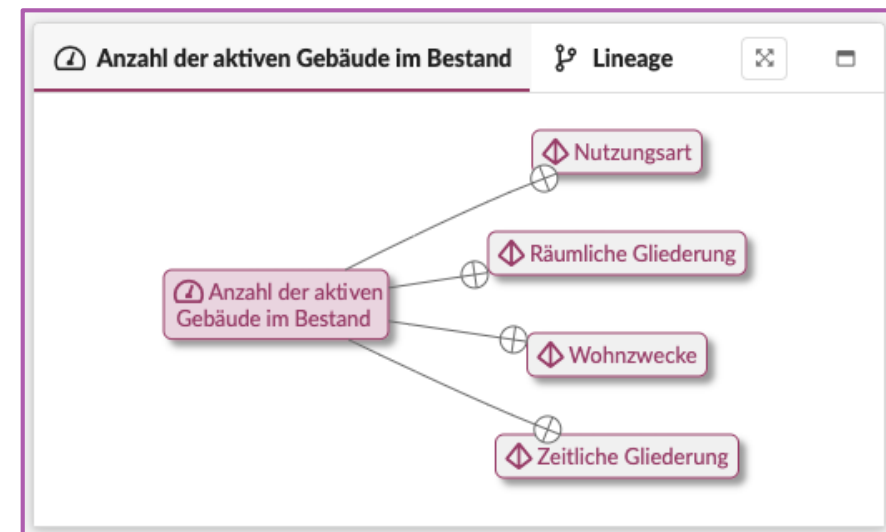 Anzahl der aktiven Gebäude im Bestand
Lineage
Nutzungsart
Räumliche Gliederung
Anzahl der aktiven
Gebäude im Bestand
Wohnzwecke
Zeitliche Gliederung